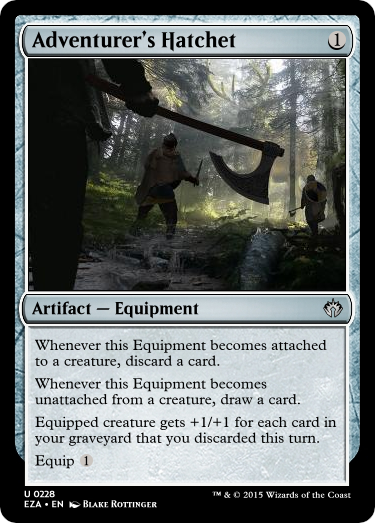 Adventurer's Hatchet 1
Artifact — Equipment
Whenever this Equipment becomes attached
to a creature, discard a card.
Whenever this Equipment becomes
unattached from a creature, draw a card.
Equipped creature gets +1/+1 for each card in
your graveyard that you discarded this turn.
Equip 1
U 0228
EZA • EN Blake Rottinger
™ & © 2015 Wizards of the Coast